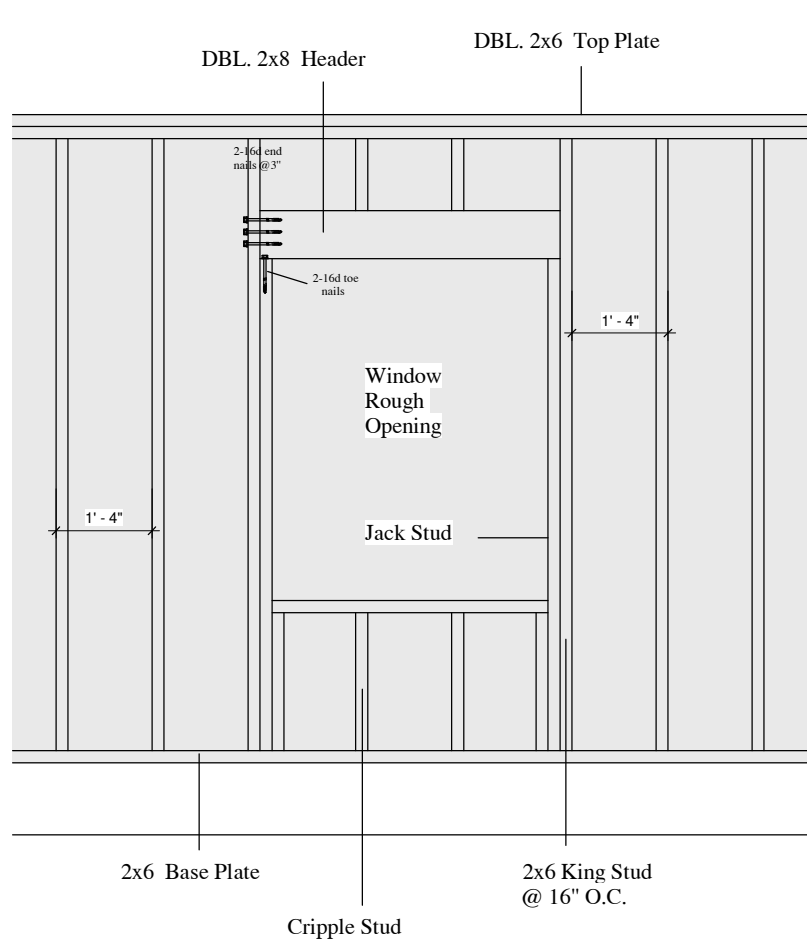 DBL. 2x6  Top Plate
DBL. 2x8  Header
2-16d end
nails @3"
2-16d toe
nails
1' - 4"
Window
Rough
Opening
1' - 4"
Jack Stud
2x6  Base Plate
2x6 King Stud
@ 16" O.C.
Cripple Stud